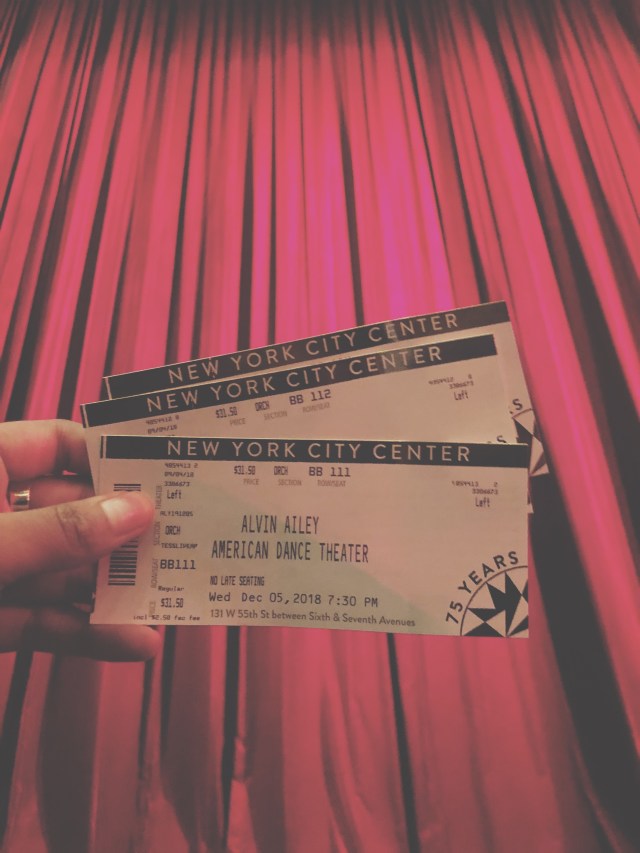 NEW YORK CITY CENTER
NEW YORK CITY CENTER
$31.50 ORCH BB 112
PRICE SECTION ROW/SEAT
Left
NEW YORK CITY CENTER
$31.50 ORCH BB 111
PRICE SECTION ROW/SEAT
3306673
Left
3306673
Left
ALVIN AILEY
AMERICAN DANCE THEATER
ORCH
BB111
NO LATE SEATING
Wed Dec 05,2018 7:30 PM
131 W 55th St between Sixth & Seventh Avenues
Regular
$31.50
75 YEARS